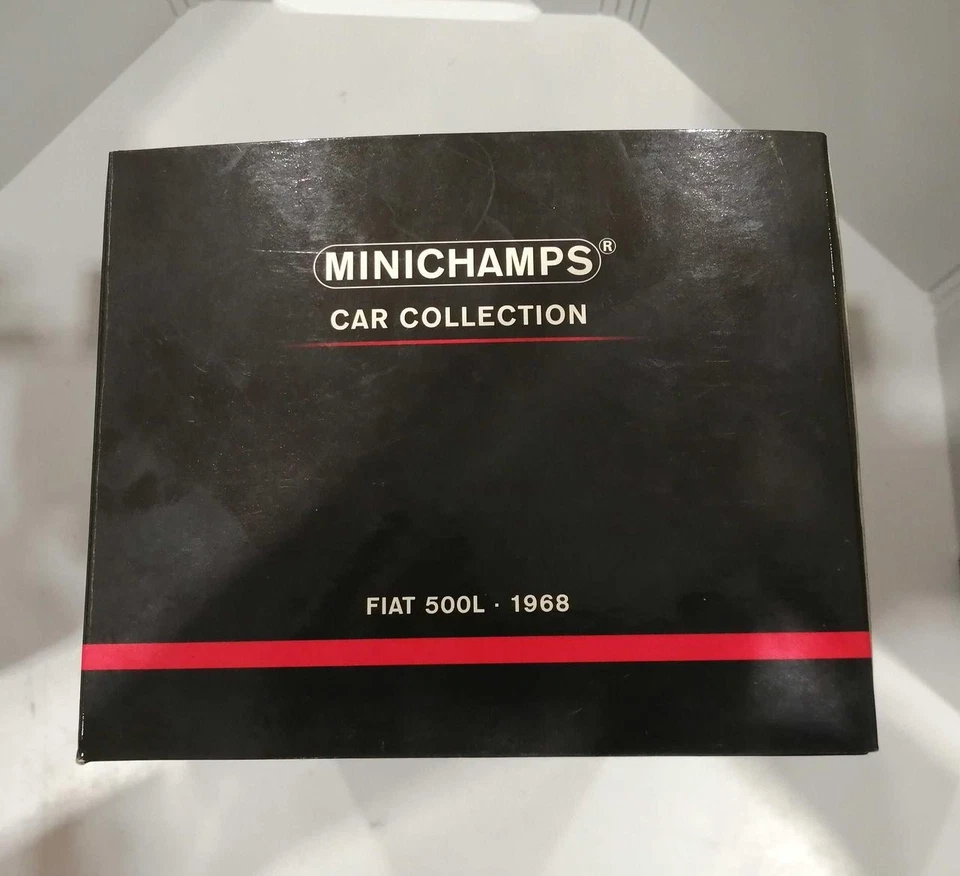 MINICHAMPS®
CAR COLLECTION
FIAT 500L · 1968